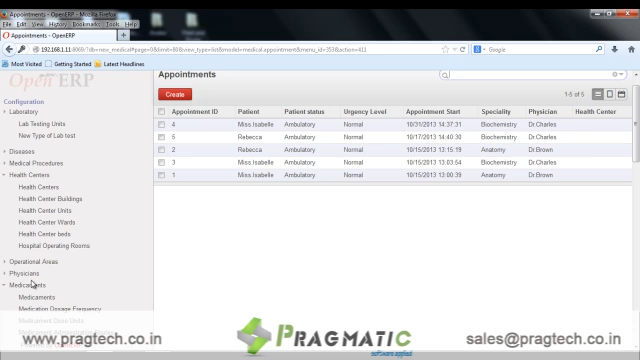 Appointments - OpenERP - Mozilla Firefox
File Edit View History Bookmarks Tools Help
Appointments - OpenERP +
192.168.1.11:8069/?db=new_medical#page=0&limit=80&view_type=list&model=medical.appointment&menu_id=353&action=411
Google
Most Visited Getting Started Latest Headlines
Open ERP
Appointments
Create 1-5 of 5
Configuration
Laboratory
Lab Testing Units
New Type of Lab test
Diseases
Medical Procedures
Health Centers
Health Centers
Health Center Buildings
Health Center Units
Health Center Wards
Health Center beds
Hospital Operating Rooms
Operational Areas
Physicians
Medicaments
Medicaments
Medication Dosage Frequency
Appointment ID Patient Patient status Urgency Level Appointment Start Speciality Physician Health Center
4 Miss.Isabelle Ambulatory Normal 10/31/2013 14:37:31 Biochemistry Dr.Charles
5 Rebecca Ambulatory Normal 10/17/2013 14:40:30 Biochemistry Dr.Charles
2 Rebecca Ambulatory Normal 10/15/2013 13:15:19 Anatomy Dr.Brown
3 Miss.Isabelle Ambulatory Normal 10/15/2013 13:03:54 Biochemistry Dr.Charles
1 Miss.Isabelle Ambulatory Normal 10/15/2013 13:00:39 Anatomy Dr.Brown
www.pragtech.co.in PRAGMATIC sales@pragtech.co.in
software.applied